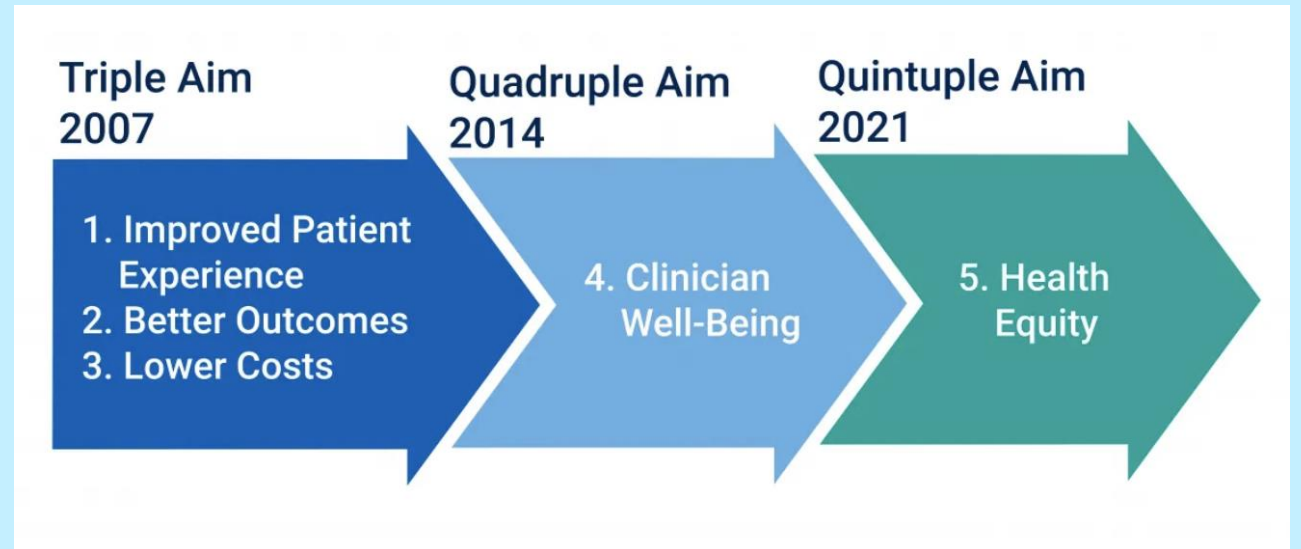 Triple Aim
2007
1. Improved Patient
Experience
2. Better Outcomes
3. Lower Costs
Quadruple Aim
2014
4. Clinician
Well-Being
Quintuple Aim
2021
5. Health
Equity